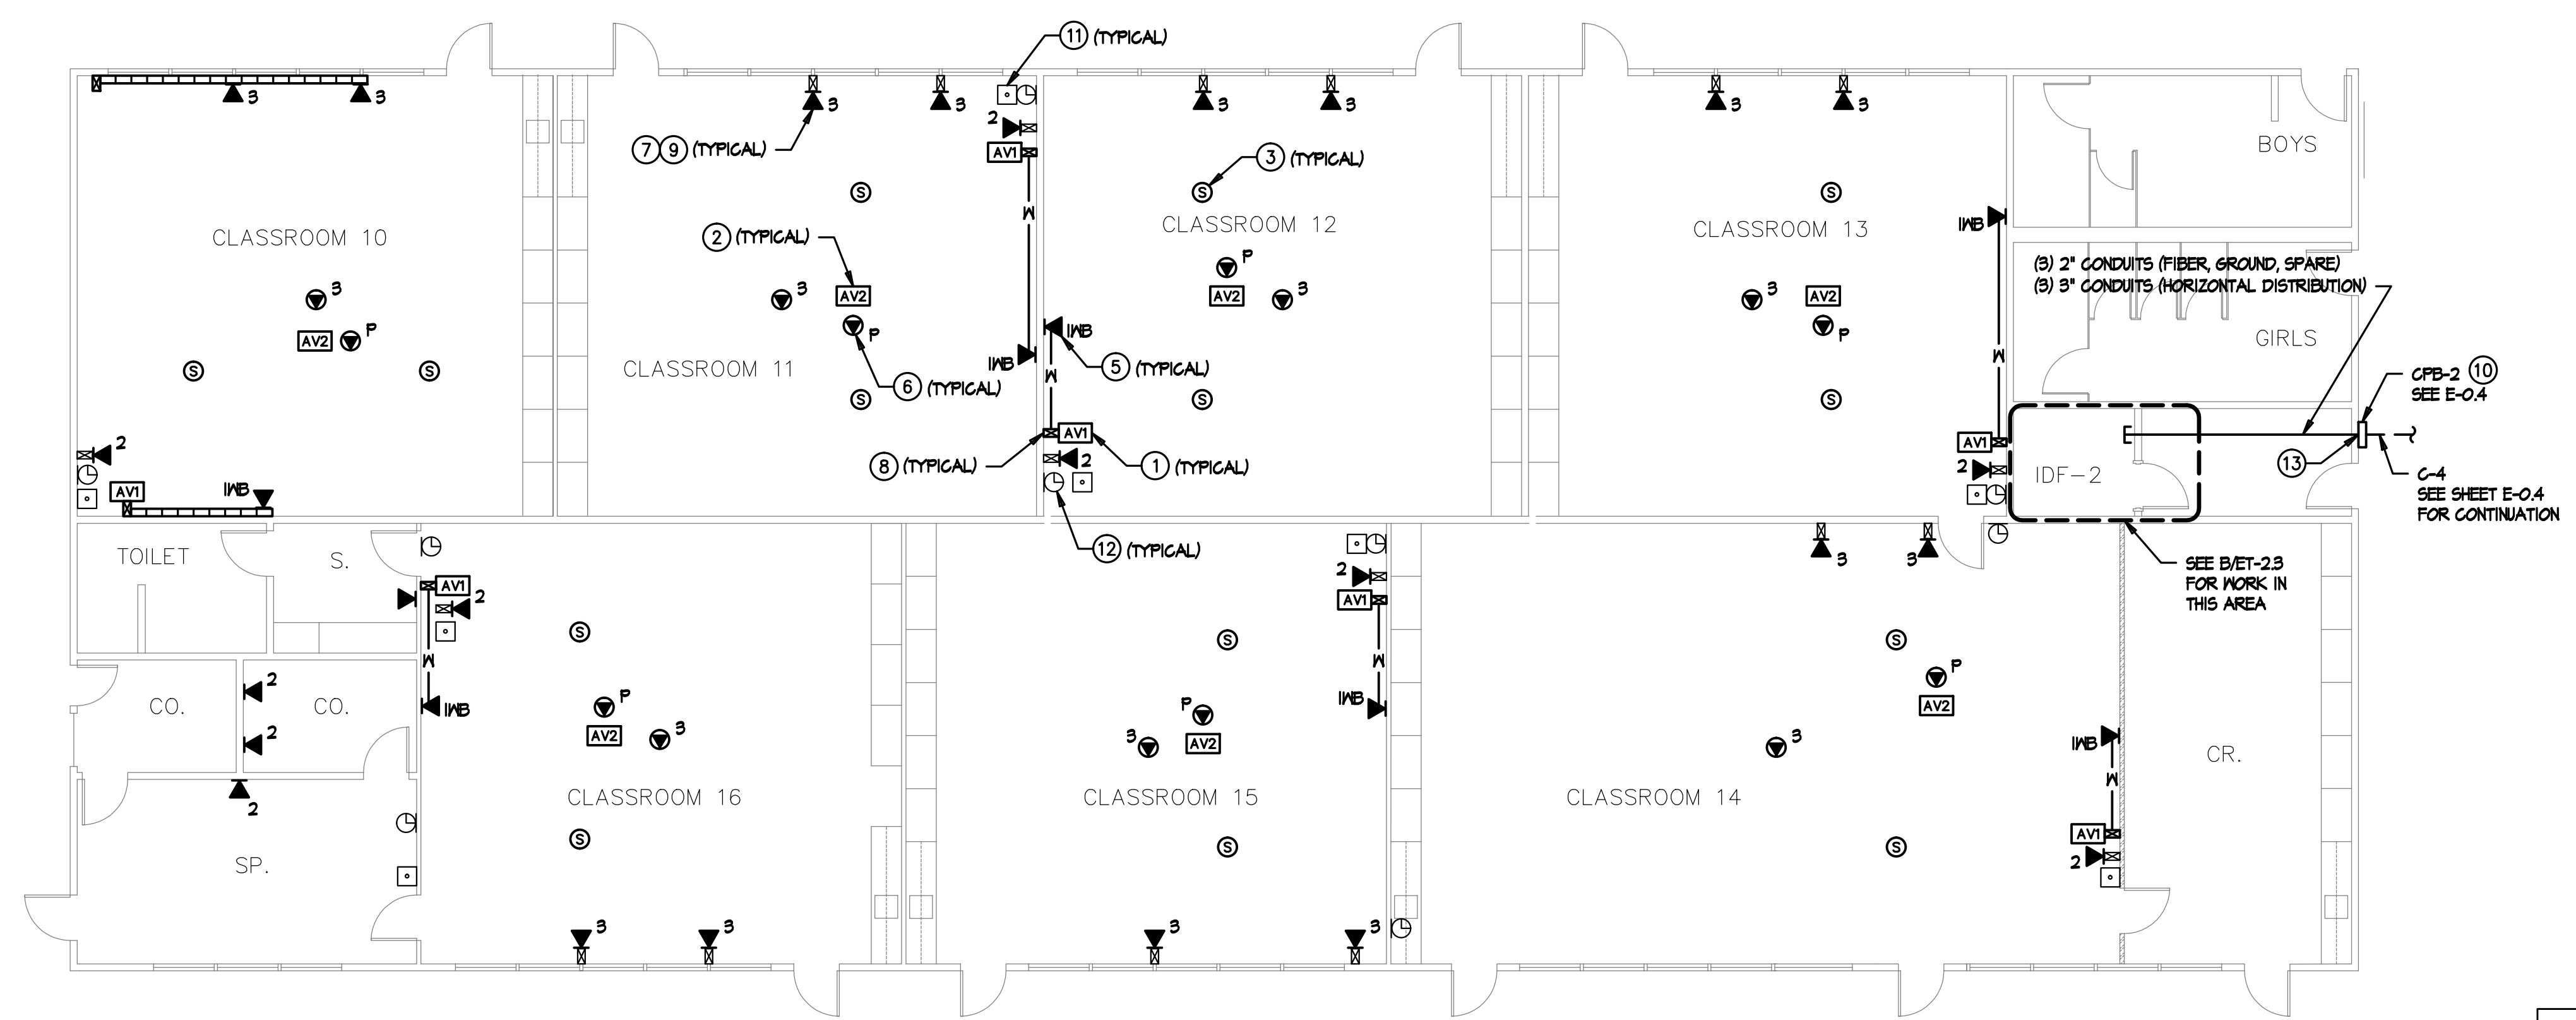 11 (TYPICAL)
3
3
3
3
3
3
3
3
2
7 9 (TYPICAL)
AV1
3 (TYPICAL)
BOYS
S
S
S
W
IWB
CLASSROOM 10
2 (TYPICAL)
CLASSROOM 12
CLASSROOM 13
P
(3) 2" CONDUITS (FIBER, GROUND, SPARE)
(3) 3" CONDUITS (HORIZONTAL DISTRIBUTION)
3
3
AV2
AV2
3
3
AV2
P
P
IWB
GIRLS
AV2
P
W
IWB
5 (TYPICAL)
CLASSROOM 11
S
S
W
6 (TYPICAL)
S
S
S
CPB-2 10
SEE E-0.4
2
AV1
AV1
8 (TYPICAL)
1 (TYPICAL)
2
2
13
IDF-2
C-4
SEE SHEET E-0.4
FOR CONTINUATION
AV1
IWB
12 (TYPICAL)
TOILET
S.
SEE B/ET-2.3
FOR WORK IN
THIS AREA
3
3
2
AV1
AV1
2
S
S
S
W
W
CO.
CO.
2
2
IWB
IWB
P
P
P
AV2
3
3
AV2
3
AV2
IWB
W
CR.
2
CLASSROOM 16
CLASSROOM 15
CLASSROOM 14
AV1
2
S
S
S
SP.
3
3
3
3